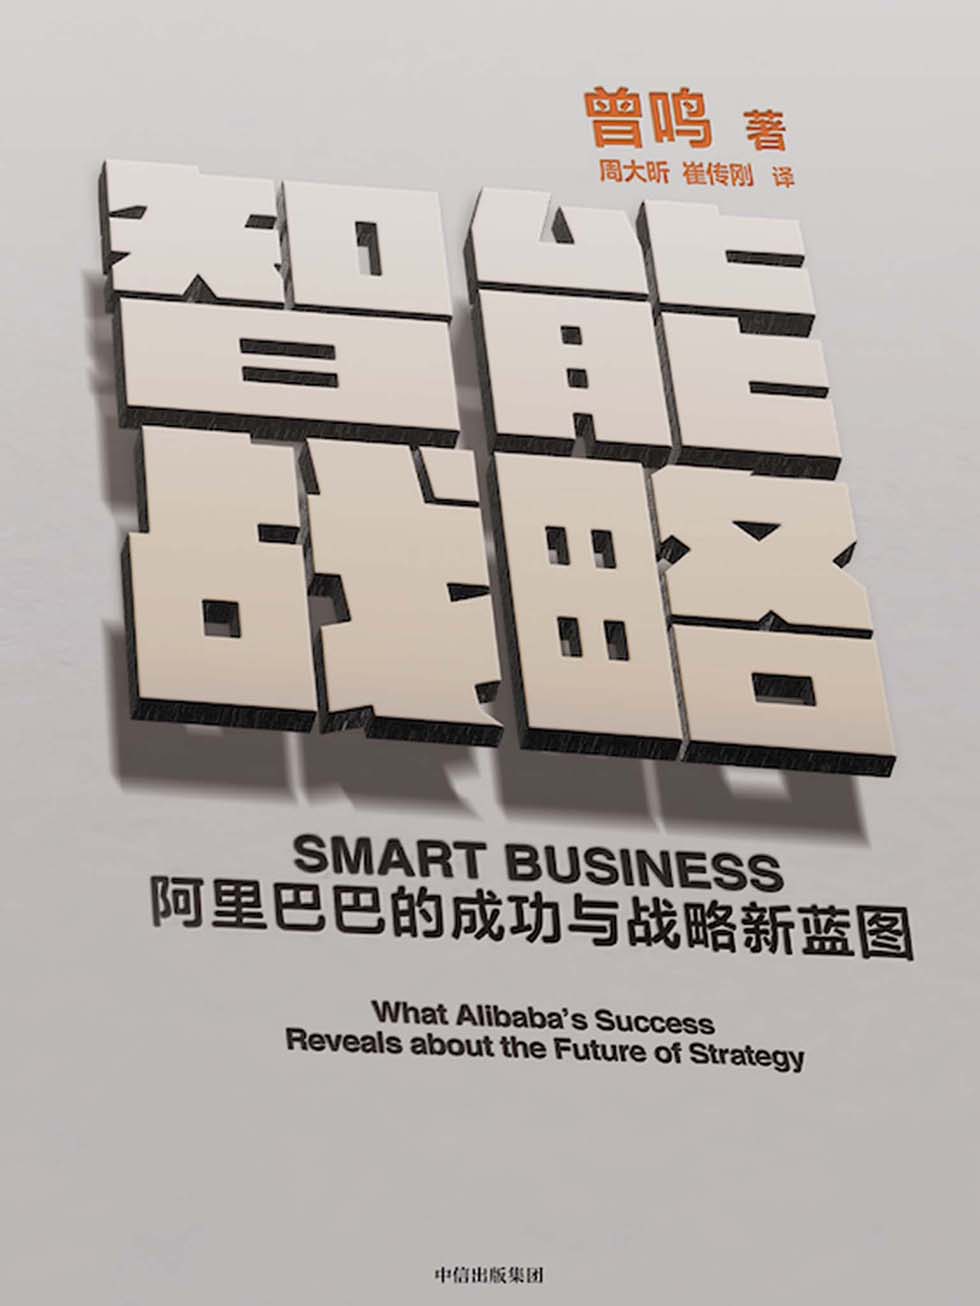 曾鸣 著
周大昕 崔传刚 译
智能
战略
SMART BUSINESS
阿里巴巴的成功与战略新蓝图
What Alibaba's Success
Reveals about the Future of Strategy
中信出版集团